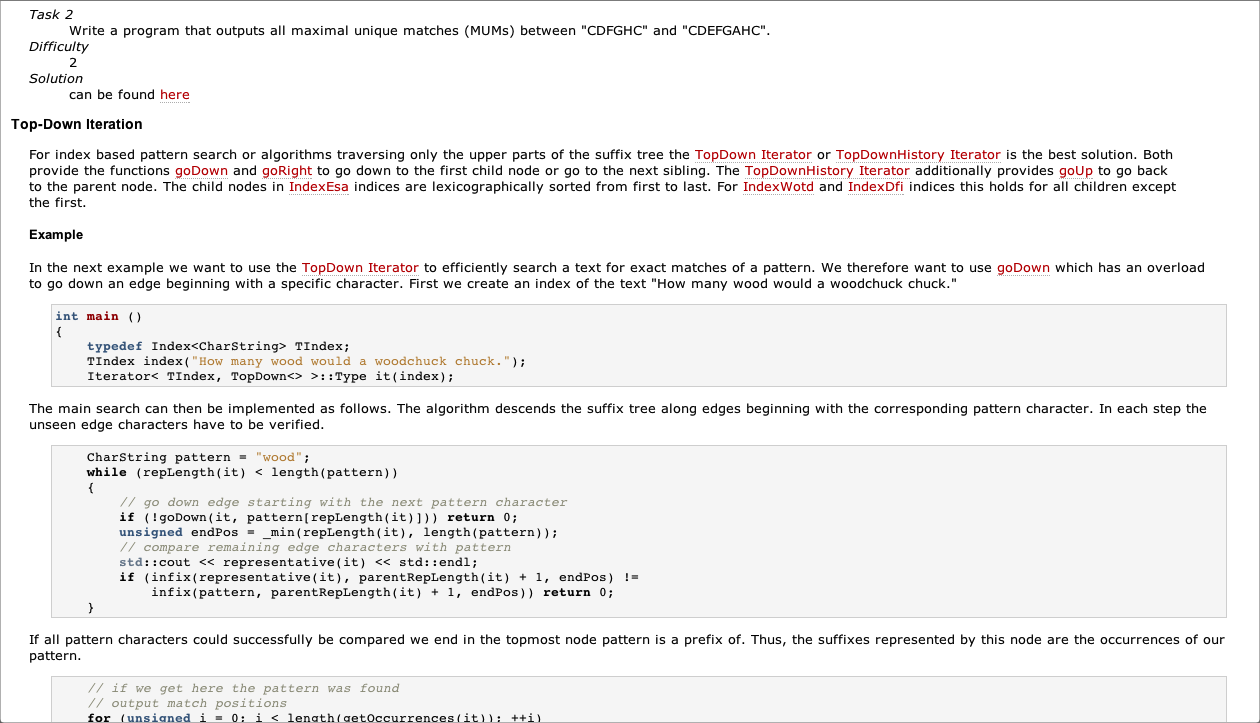 Task 2
Write a program that outputs all maximal unique matches (MUMs) between "CDFGHC" and "CDEFGAHC".
Difficulty
2
Solution
can be found here
Top-Down Iteration
For index based pattern search or algorithms traversing only the upper parts of the suffix tree the TopDown Iterator or TopDownHistory Iterator is the best solution. Both
provide the functions goDown and goRight to go down to the first child node or go to the next sibling. The TopDownHistory Iterator additionally provides goUp to go back
to the parent node. The child nodes in IndexEsa indices are lexicographically sorted from first to last. For IndexWotd and IndexDfi indices this holds for all children except
the first.
Example
In the next example we want to use the TopDown Iterator to efficiently search a text for exact matches of a pattern. We therefore want to use goDown which has an overload
to go down an edge beginning with a specific character. First we create an index of the text "How many wood would a woodchuck chuck."
int main ()
{
    typedef Index<CharString> TIndex;
    TIndex index("How many wood would a woodchuck chuck.");
    Iterator< TIndex, TopDown<> >::Type it(index);
The main search can then be implemented as follows. The algorithm descends the suffix tree along edges beginning with the corresponding pattern character. In each step the
unseen edge characters have to be verified.
    CharString pattern = "wood";
    while (repLength(it) < length(pattern))
    {
        // go down edge starting with the next pattern character
        if (!goDown(it, pattern[repLength(it)])) return 0;
        unsigned endPos = _min(repLength(it), length(pattern));
        // compare remaining edge characters with pattern
        std::cout << representative(it) << std::endl;
        if (infix(representative(it), parentRepLength(it) + 1, endPos) !=
            infix(pattern, parentRepLength(it) + 1, endPos)) return 0;
    }
If all pattern characters could successfully be compared we end in the topmost node pattern is a prefix of. Thus, the suffixes represented by this node are the occurrences of our
pattern.
    // if we get here the pattern was found
    // output match positions
    for (unsigned i = 0; i < length(getOccurrences(it)); ++i)